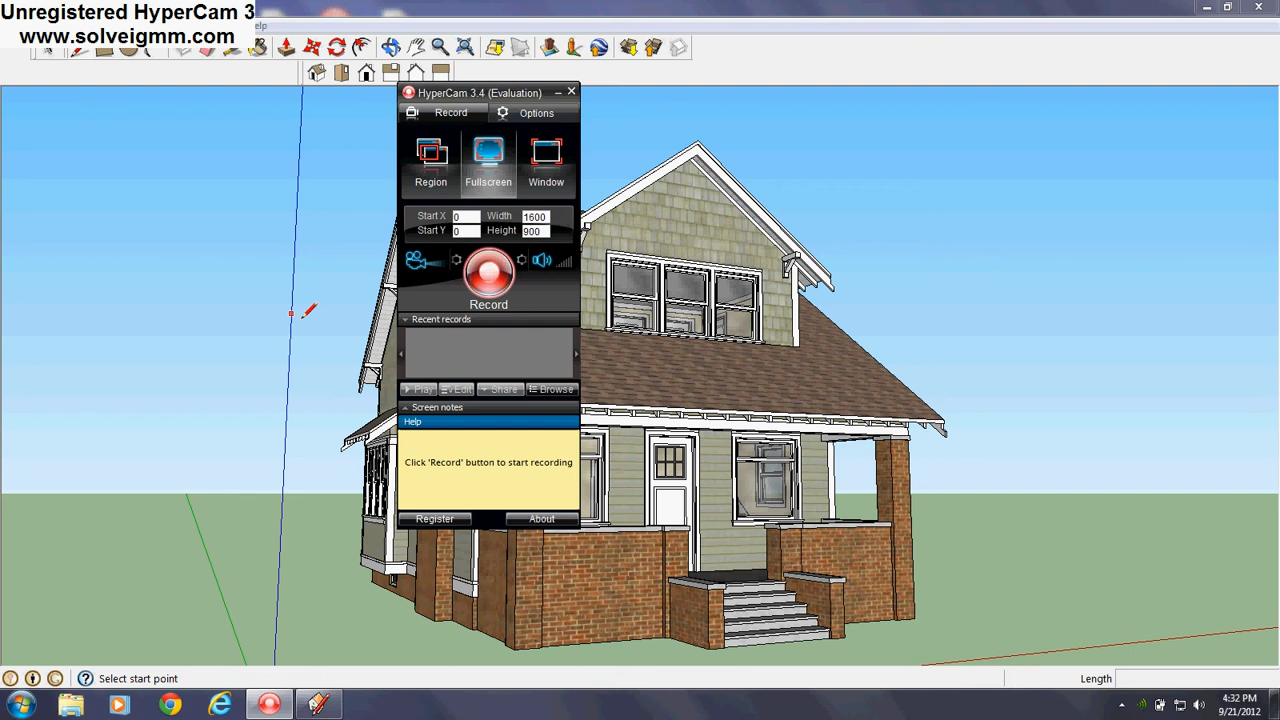 Unregistered HyperCam 3
www.solveigmm.com
elp
HyperCam 3.4 (Evaluation)
Record
Options
Region
Fullscreen
Window
Start X 0 Width 1600
Start Y 0 Height 900
Record
Recent records
Play
Edit
Share
Browse
Screen notes
Help
Click 'Record' button to start recording
Register
About
Select start point
Length
4:32 PM
9/21/2012